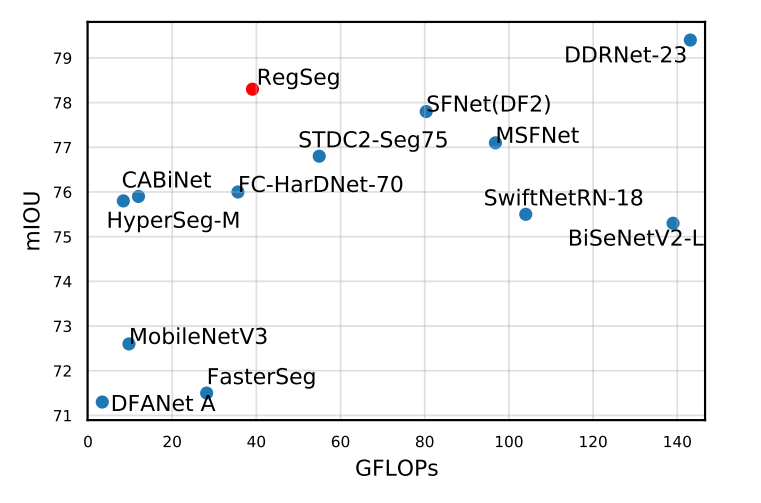 79
78
77
76
75
74
73
72
71
mIOU
DDRNet-23
RegSeg
SFNet(DF2)
STDC2-Seg75
MSFNet
CABiNet
FC-HarDNet-70
SwiftNetRN-18
HyperSeg-M
BiSeNetV2-L
MobileNetV3
FasterSeg
DFANet A
0 20 40 60 80 100 120 140
GFLOPs